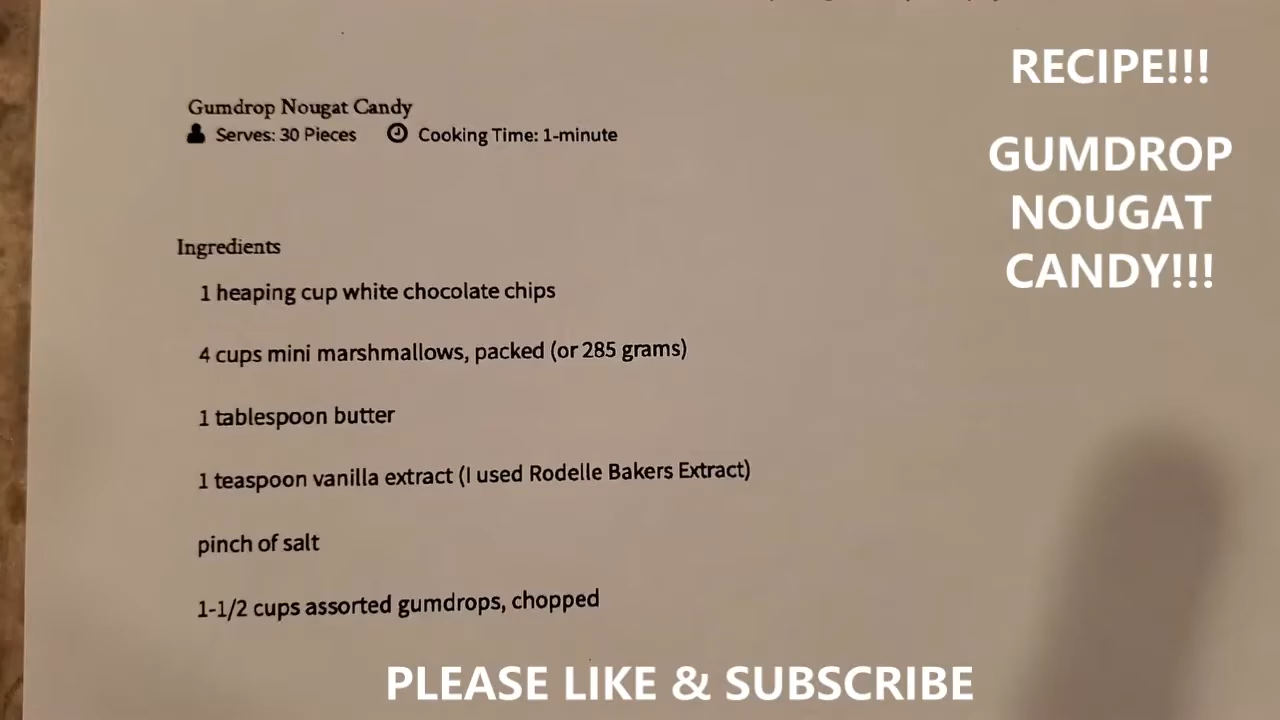 Gumdrop Nougat Candy
Serves: 30 Pieces Cooking Time: 1-minute
Ingredients
1 heaping cup white chocolate chips
4 cups mini marshmallows, packed (or 285 grams)
1 tablespoon butter
1 teaspoon vanilla extract (I used Rodelle Bakers Extract)
pinch of salt
1-1/2 cups assorted gumdrops, chopped
RECIPE!!!
GUMDROP
NOUGAT
CANDY!!!
PLEASE LIKE & SUBSCRIBE